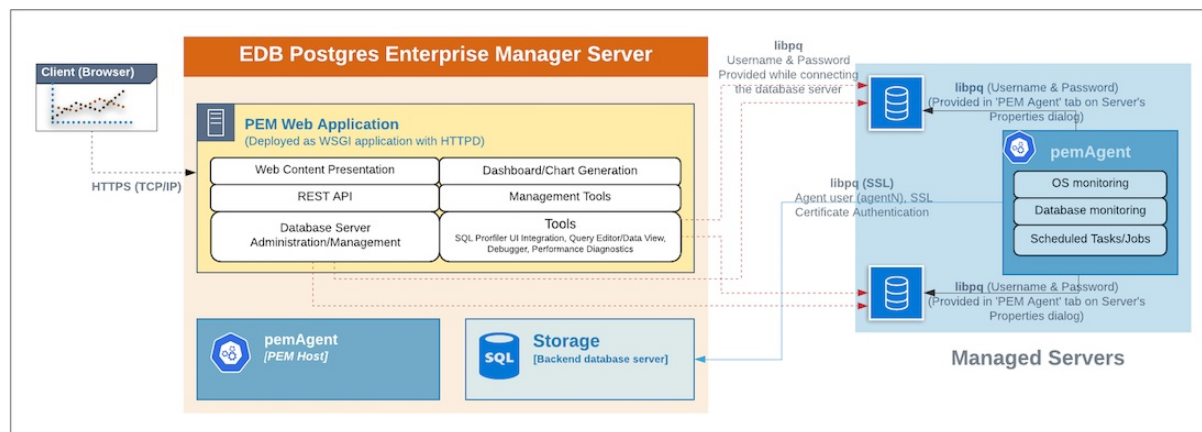 EDB Postgres Enterprise Manager Server
Client (Browser)
HTTPS (TCP/IP)
PEM Web Application
(Deployed as WSGI application with HTTPD)
Web Content Presentation
Dashboard/Chart Generation
REST API
Management Tools
Database Server
Administration/Management
Tools
SQL Prorfiler UI Integration, Query Editor/Data View,
Debugger, Performance Diagnostics
pemAgent
[PEM Host]
SQL
Storage
[Backend database server]
libpq
Username & Password
Provided while connecting
the database server
libpq (SSL)
Agent user (agentN), SSL
Certificate Authentication
libpq (Username & Password)
(Provided in 'PEM Agent' tab on Server's
Properties dialog)
pemAgent
OS monitoring
Database monitoring
Scheduled Tasks/Jobs
libpq (Username & Password)
(Provided in 'PEM Agent' tab on Server's
Properties dialog)
Managed Servers